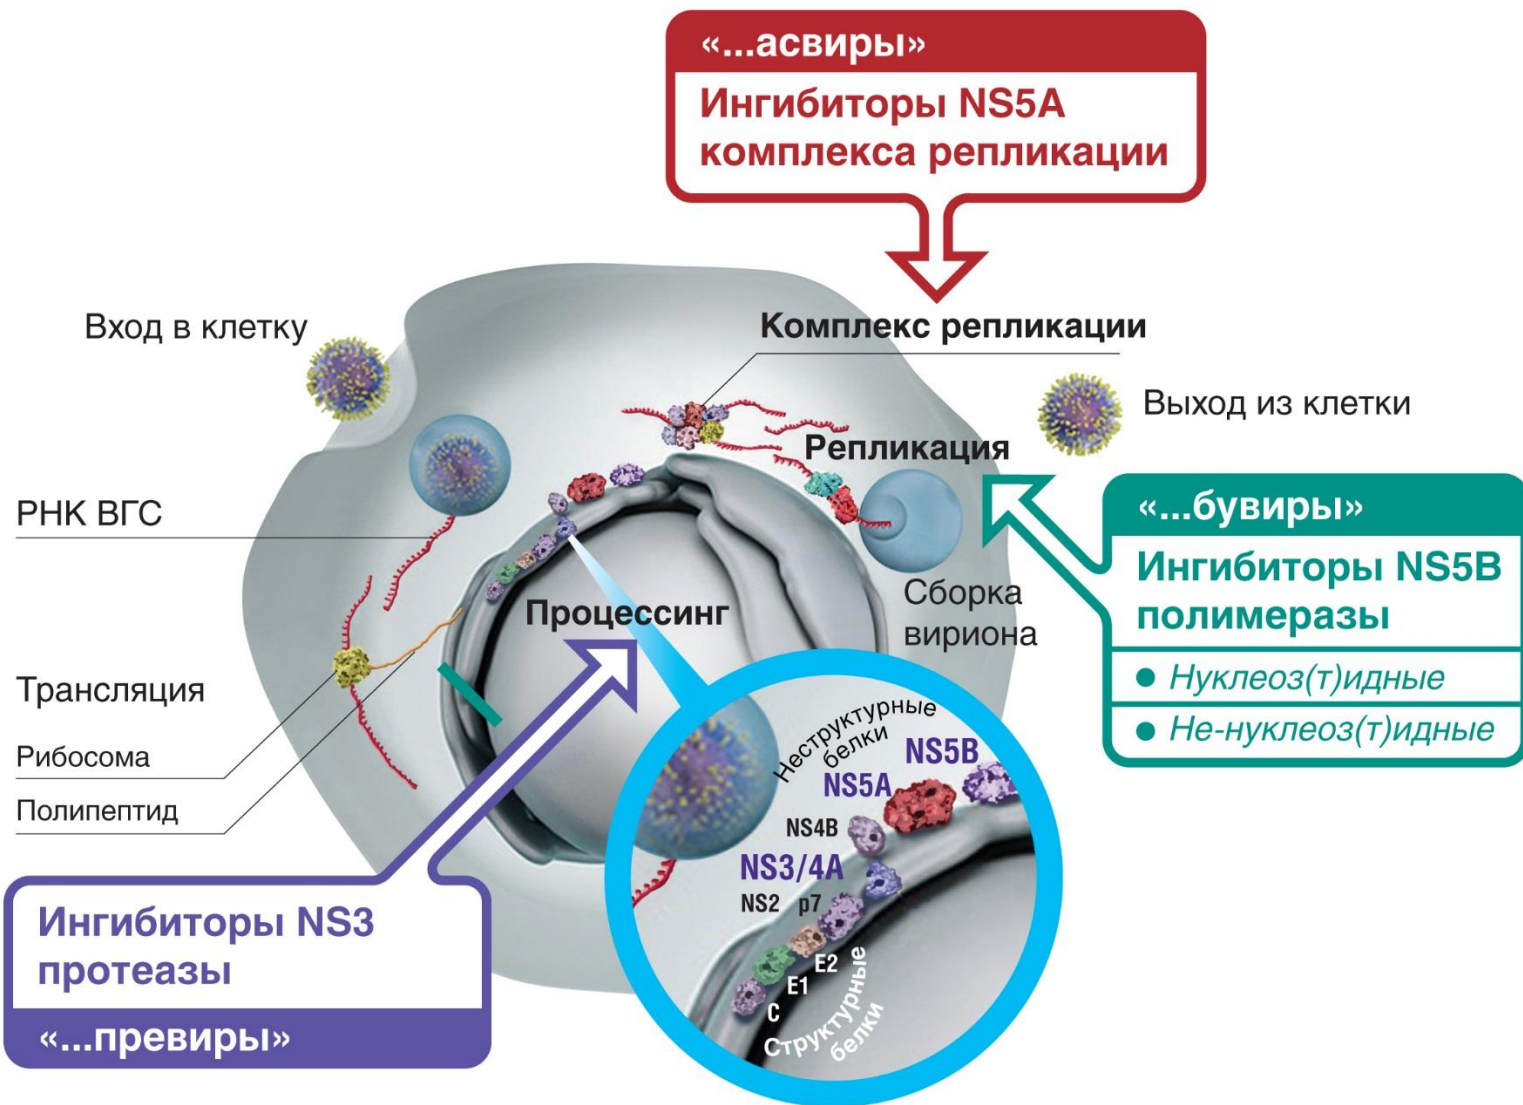 «...асвиры»
Ингибиторы NS5A
комплекса репликации
Вход в клетку
Комплекс репликации
Выход из клетки
Репликация
РНК ВГС
«...бувиры»
Ингибиторы NS5B
полимеразы
● Нуклеоз(т)идные
● Не-нуклеоз(т)идные
Сборка
вириона
Процессинг
Трансляция
Рибосома
Полипептид
Неструктурные
белки
NS5B
NS5A
NS4B
NS3/4A
NS2 p7
E2
E1
C
Структурные
белки
Ингибиторы NS3
протеазы
«...превиры»